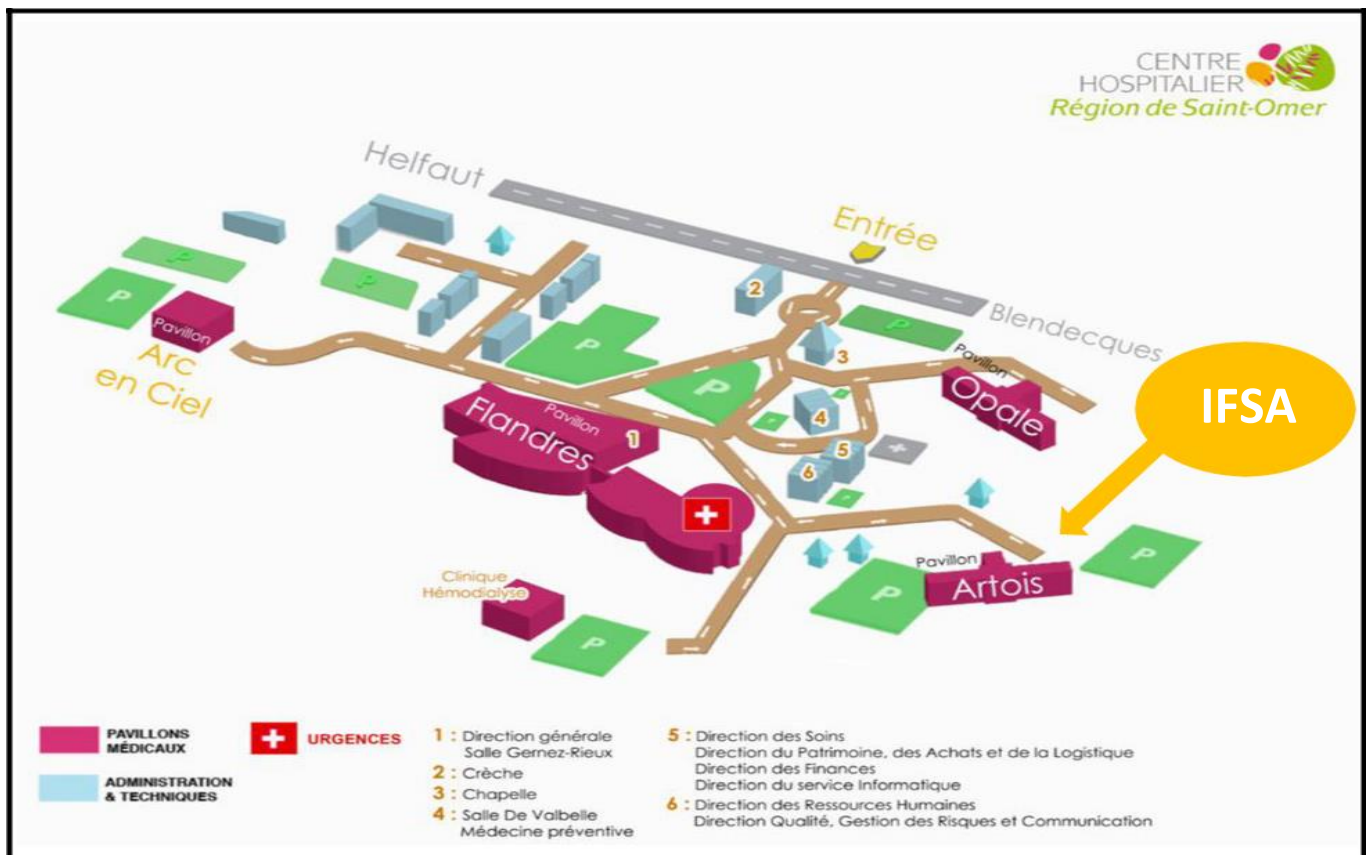 CENTRE
HOSPITALIER
Région de Saint-Omer
Helfaut
Entrée
Blendecques
2
P
P
P
P
P
3
Pavillon
Arc
en Ciel
Pavillon
Opale
IFSA
P
P
P
4
Pavillon
Flandres
1
5
6
P
Pavillon
Artois
P
P
Clinique
Hémodialyse
P
PAVILLONS
MÉDICAUX
URGENCES
ADMINISTRATION
& TECHNIQUES
1 : Direction générale
Salle Gernez-Rieux
2 : Crèche
3 : Chapelle
4 : Salle De Valbelle
Médecine préventive
5 : Direction des Soins
Direction du Patrimoine, des Achats et de la Logistique
Direction des Finances
Direction du service Informatique
6 : Direction des Ressources Humaines
Direction Qualité, Gestion des Risques et Communication